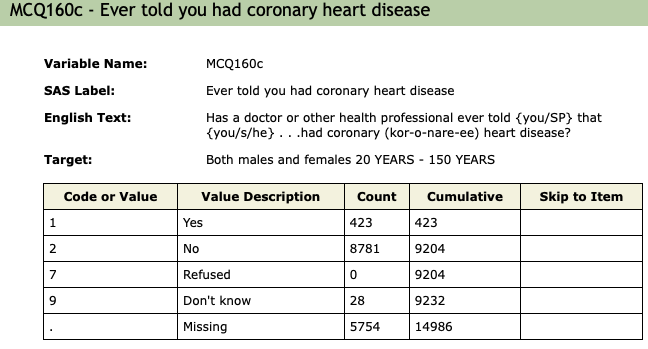 MCQ160c - Ever told you had coronary heart disease
Variable Name: MCQ160c
SAS Label: Ever told you had coronary heart disease
English Text: Has a doctor or other health professional ever told {you/SP} that
{you/s/he} . . .had coronary (kor-o-nare-ee) heart disease?
Target: Both males and females 20 YEARS - 150 YEARS
Code or Value Value Description Count Cumulative Skip to Item
1 Yes 423 423
2 No 8781 9204
7 Refused 0 9204
9 Don't know 28 9232
. Missing 5754 14986